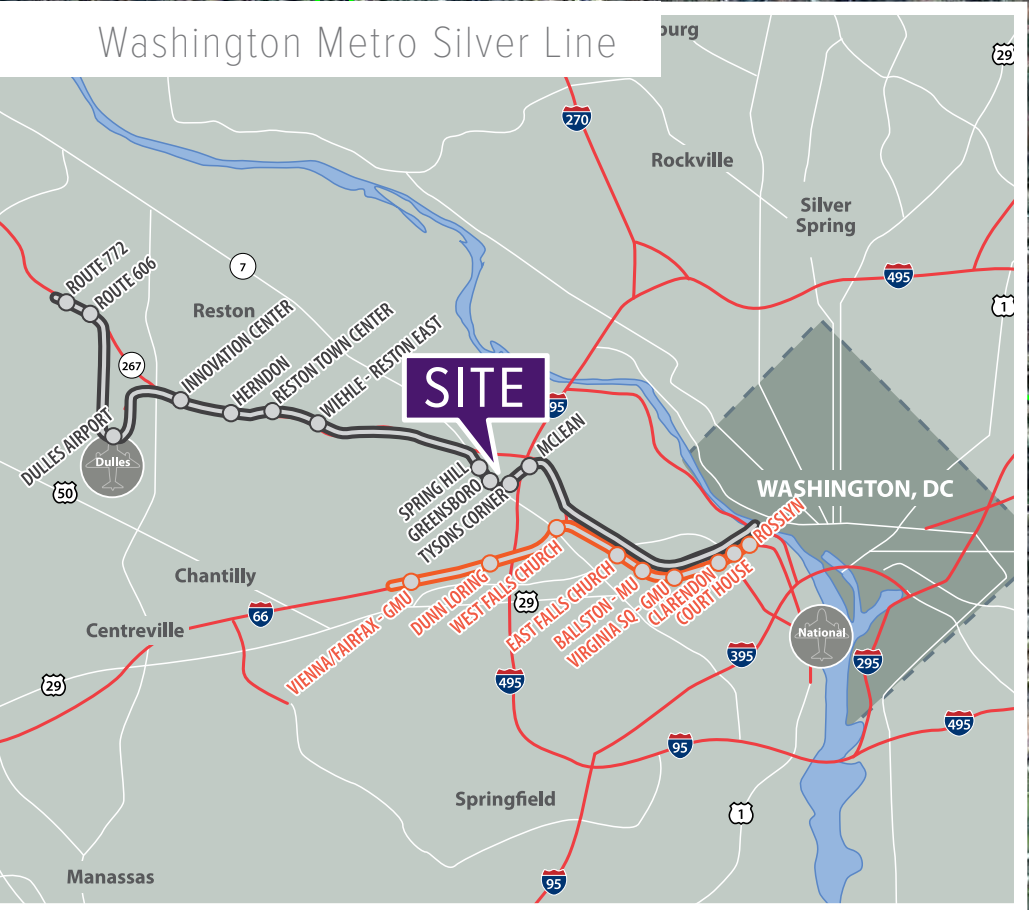 Washington Metro Silver Line
burg
29
270
Rockville
Silver
Spring
495
1
7
Reston
ROUTE 772
ROUTE 606
267
INNOVATION CENTER
HERNDON
RESTON TOWN CENTER
WIEHLE - RESTON EAST
SITE
95
MCLEAN
DULLES AIRPORT
Dulles
50
SPRING HILL
GREENSBORO
TYSONS CORNER
WASHINGTON, DC
ROSSLYN
Chantilly
66
Centreville
VIENNA/FAIRFAX - GMU
DUNN LORING
WEST FALLS CHURCH
29
EAST FALLS CHURCH
BALLSTON - MU
VIRGINIA SQ - GMU
CLARENDON
COURT HOUSE
National
395
295
29
495
495
95
Springfield
1
Manassas
95